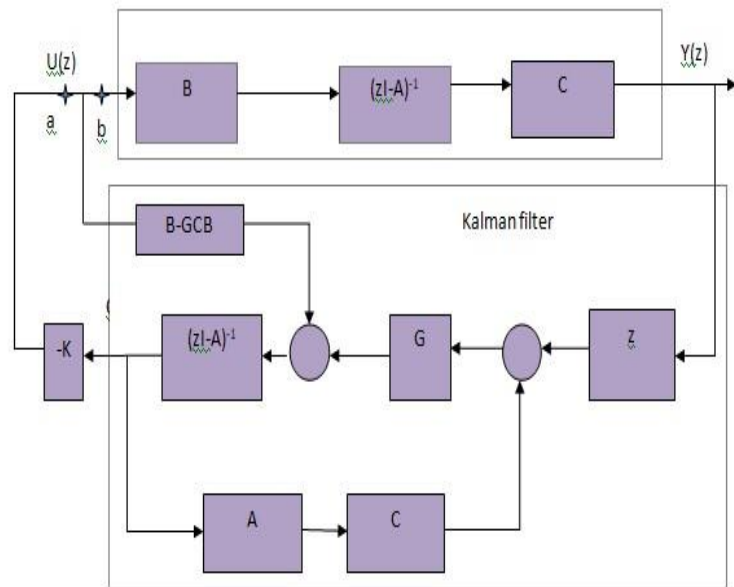 U(z)
Y(z)
B
(zI-A)-1
C
a
b
B-GCB
Kalman filter
(zI-A)-1
G
z
-K
A
C